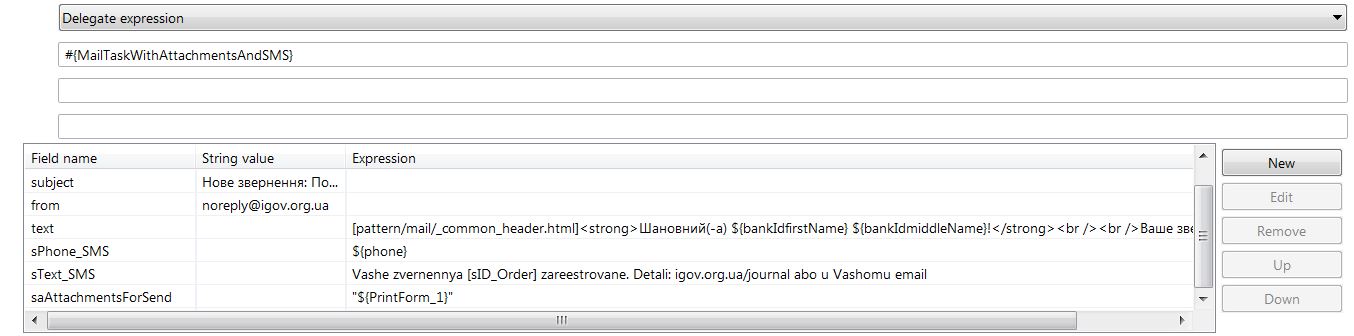 Delegate expression
#{MailTaskWithAttachmentsAndSMS}
Field name String value Expression
subject Нове звернення: По...
from noreply@igov.org.ua
text [pattern/mail/_common_header.html]<strong>Шановний(-а) ${bankIdfirstName} ${bankIdmiddleName}!</strong><br /><br />Ваше зве
sPhone_SMS ${phone}
sText_SMS Vashe zvernennya [sID_Order] zareestrovane. Detali: igov.org.ua/journal abo u Vashomu email
saAttachmentsForSend "${PrintForm_1}"
New
Edit
Remove
Up
Down